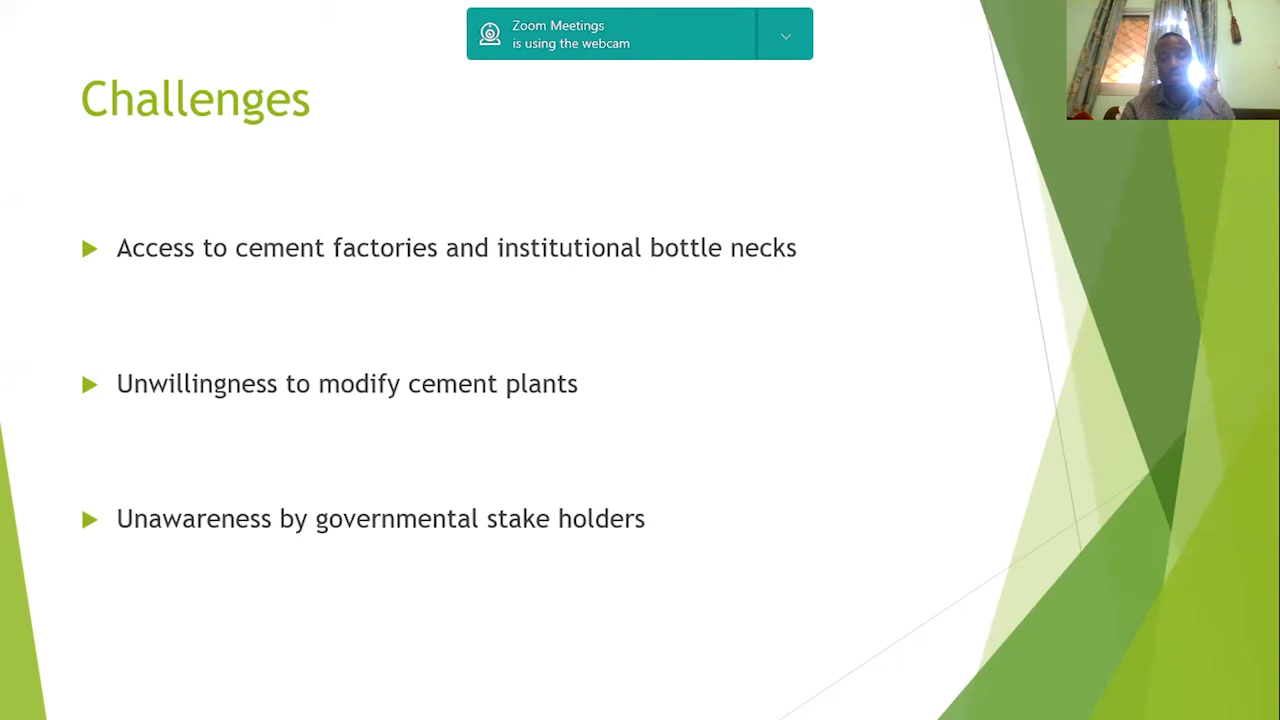 Zoom Meetings
is using the webcam
Challenges
Access to cement factories and institutional bottle necks
Unwillingness to modify cement plants
Unawareness by governmental stake holders